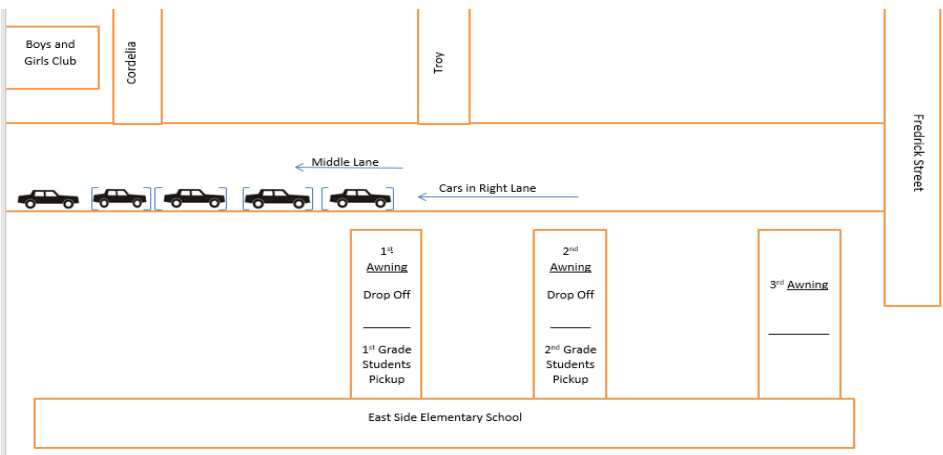 Boys and
Girls Club
Cordelia
Troy
Fredrick Street
Middle Lane
Cars in Right Lane
1st
Awning
Drop Off
1st Grade
Students
Pickup
2nd
Awning
Drop Off
2nd Grade
Students
Pickup
3rd Awning
East Side Elementary School